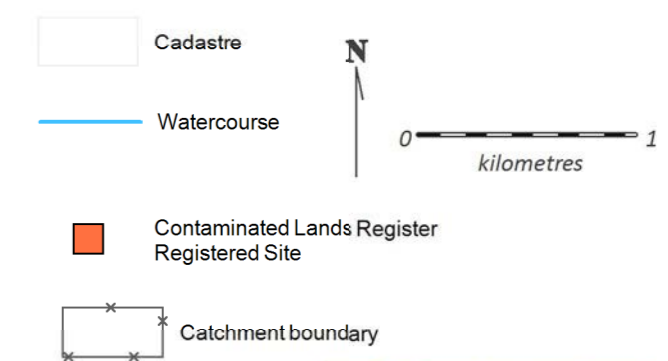 Cadastre
N
Watercourse
0 1
kilometres
Contaminated Lands Register
Registered Site
Catchment boundary